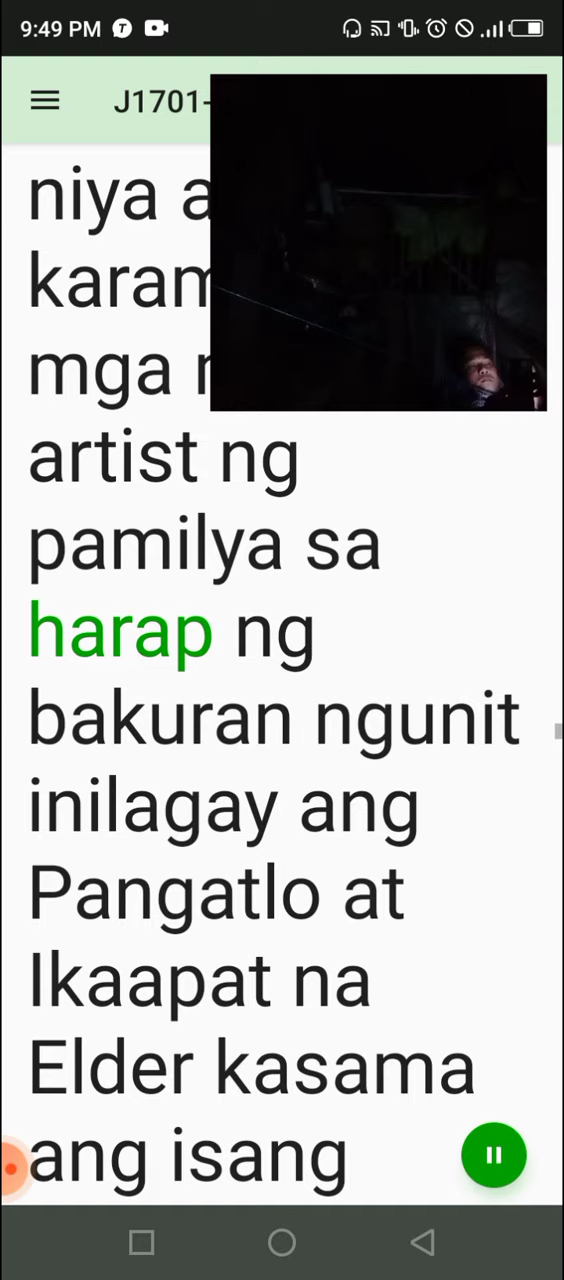 9:49 PM
J1701-
niya
mga
artist ng
pamilya sa
harap ng
bakuran ngunit
inilagay ang
Pangatlo at
Ikaapat na
Elder kasama
ang isang